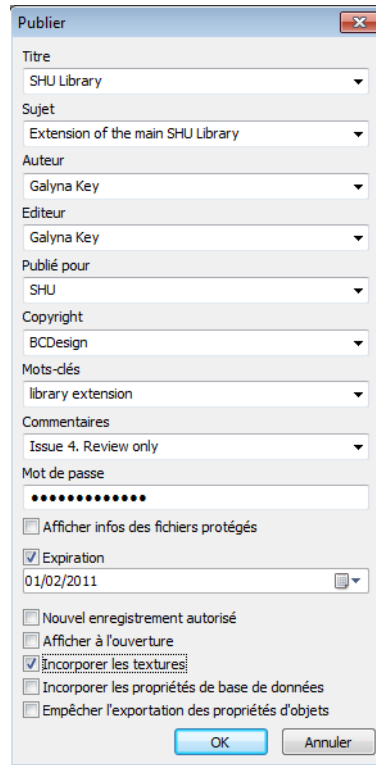 Publier
Titre
SHU Library
Sujet
Extension of the main SHU Library
Auteur
Galyna Key
Editeur
Galyna Key
Publié pour
SHU
Copyright
BCDesign
Mots-clés
library extension
Commentaires
Issue 4. Review only
Mot de passe
●●●●●●●●●●●●●
Afficher infos des fichiers protégés
Expiration
01/02/2011
Nouvel enregistrement autorisé
Afficher à l'ouverture
Incorporer les textures
Incorporer les propriétés de base de données
Empêcher l'exportation des propriétés d'objets
OK Annuler